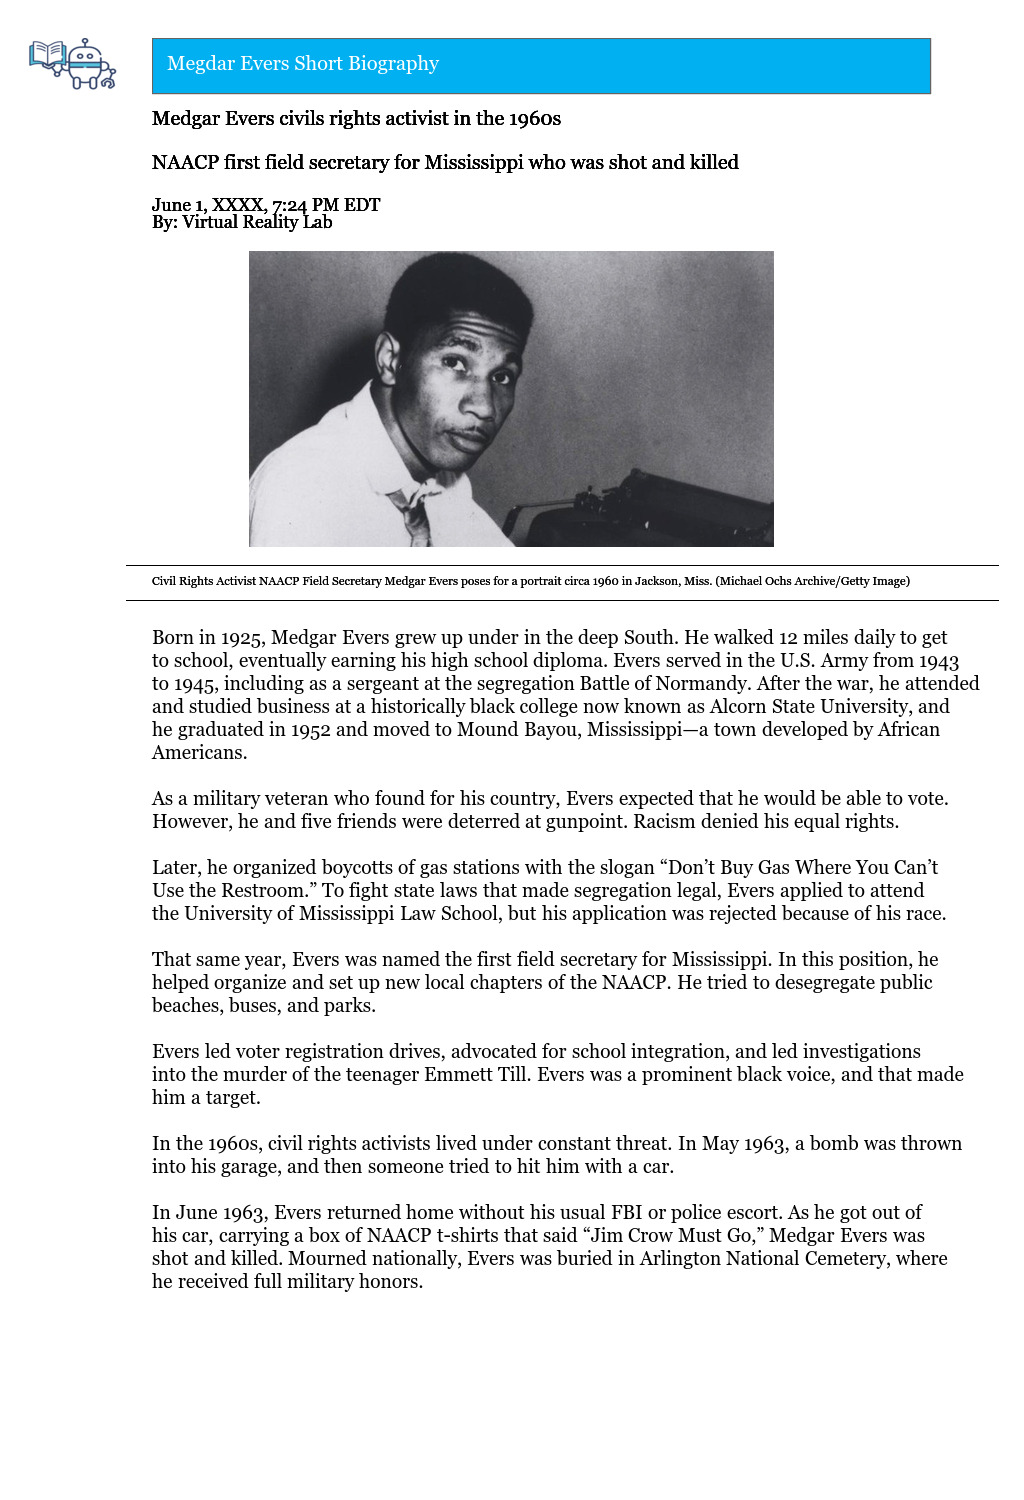 Megdar Evers Short Biography
Medgar Evers civils rights activist in the 1960s
NAACP first field secretary for Mississippi who was shot and killed
June 1, XXXX, 7:24 PM EDT
By: Virtual Reality Lab
Civil Rights Activist NAACP Field Secretary Medgar Evers poses for a portrait circa 1960 in Jackson, Miss. (Michael Ochs Archive/Getty Image)
Born in 1925, Medgar Evers grew up under in the deep South. He walked 12 miles daily to get
to school, eventually earning his high school diploma. Evers served in the U.S. Army from 1943
to 1945, including as a sergeant at the segregation Battle of Normandy. After the war, he attended
and studied business at a historically black college now known as Alcorn State University, and
he graduated in 1952 and moved to Mound Bayou, Mississippi—a town developed by African
Americans.
As a military veteran who found for his country, Evers expected that he would be able to vote.
However, he and five friends were deterred at gunpoint. Racism denied his equal rights.
Later, he organized boycotts of gas stations with the slogan “Don’t Buy Gas Where You Can’t
Use the Restroom.” To fight state laws that made segregation legal, Evers applied to attend
the University of Mississippi Law School, but his application was rejected because of his race.
That same year, Evers was named the first field secretary for Mississippi. In this position, he
helped organize and set up new local chapters of the NAACP. He tried to desegregate public
beaches, buses, and parks.
Evers led voter registration drives, advocated for school integration, and led investigations
into the murder of the teenager Emmett Till. Evers was a prominent black voice, and that made
him a target.
In the 1960s, civil rights activists lived under constant threat. In May 1963, a bomb was thrown
into his garage, and then someone tried to hit him with a car.
In June 1963, Evers returned home without his usual FBI or police escort. As he got out of
his car, carrying a box of NAACP t-shirts that said “Jim Crow Must Go,” Medgar Evers was
shot and killed. Mourned nationally, Evers was buried in Arlington National Cemetery, where
he received full military honors.